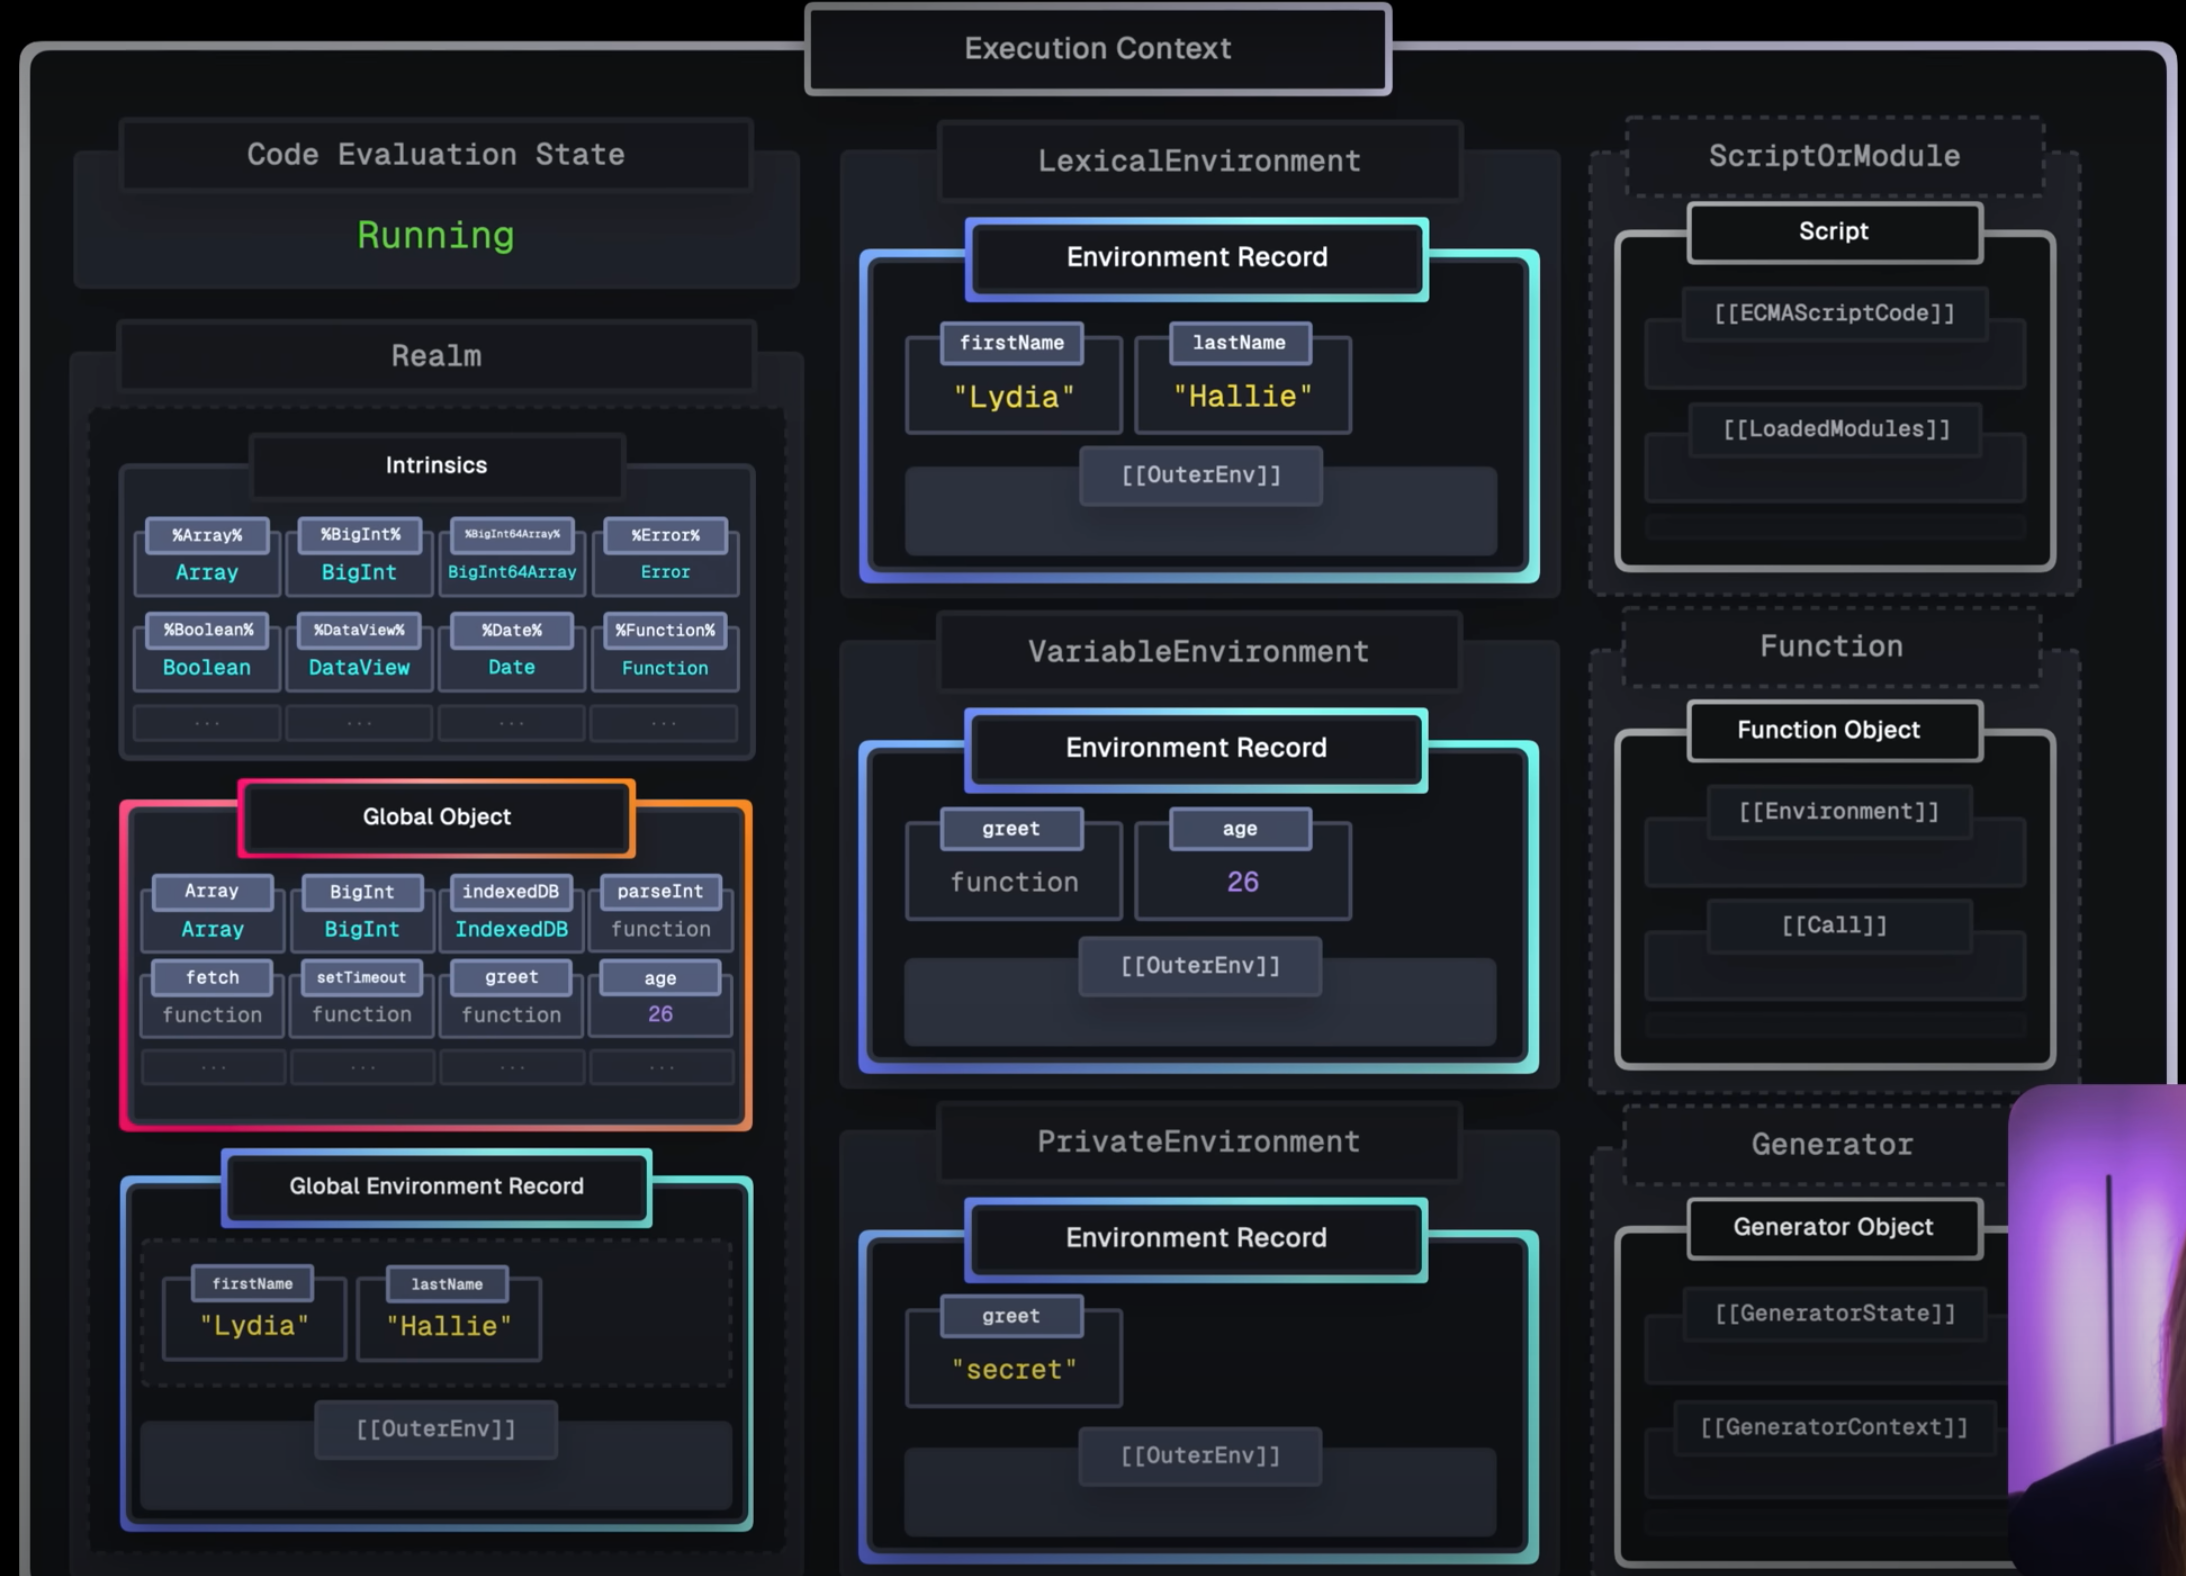 Execution Context
Code Evaluation State
Running
Realm
Intrinsics
%Array% %BigInt% %BigInt64Array% %Error%
Array BigInt BigInt64Array Error
%Boolean% %DataView% %Date% %Function%
Boolean DataView Date Function
... ... ... ...
Global Object
Array BigInt indexedDB parseInt
Array BigInt IndexedDB function
fetch setTimeout greet age
function function function 26
... ... ... ...
Global Environment Record
firstName lastName
"Lydia" "Hallie"
[[OuterEnv]]
LexicalEnvironment
Environment Record
firstName lastName
"Lydia" "Hallie"
[[OuterEnv]]
VariableEnvironment
Environment Record
greet age
function 26
[[OuterEnv]]
PrivateEnvironment
Environment Record
greet
"secret"
[[OuterEnv]]
ScriptOrModule
Script
[[ECMAScriptCode]]
[[LoadedModules]]
Function
Function Object
[[Environment]]
[[Call]]
Generator
Generator Object
[[GeneratorState]]
[[GeneratorContext]]